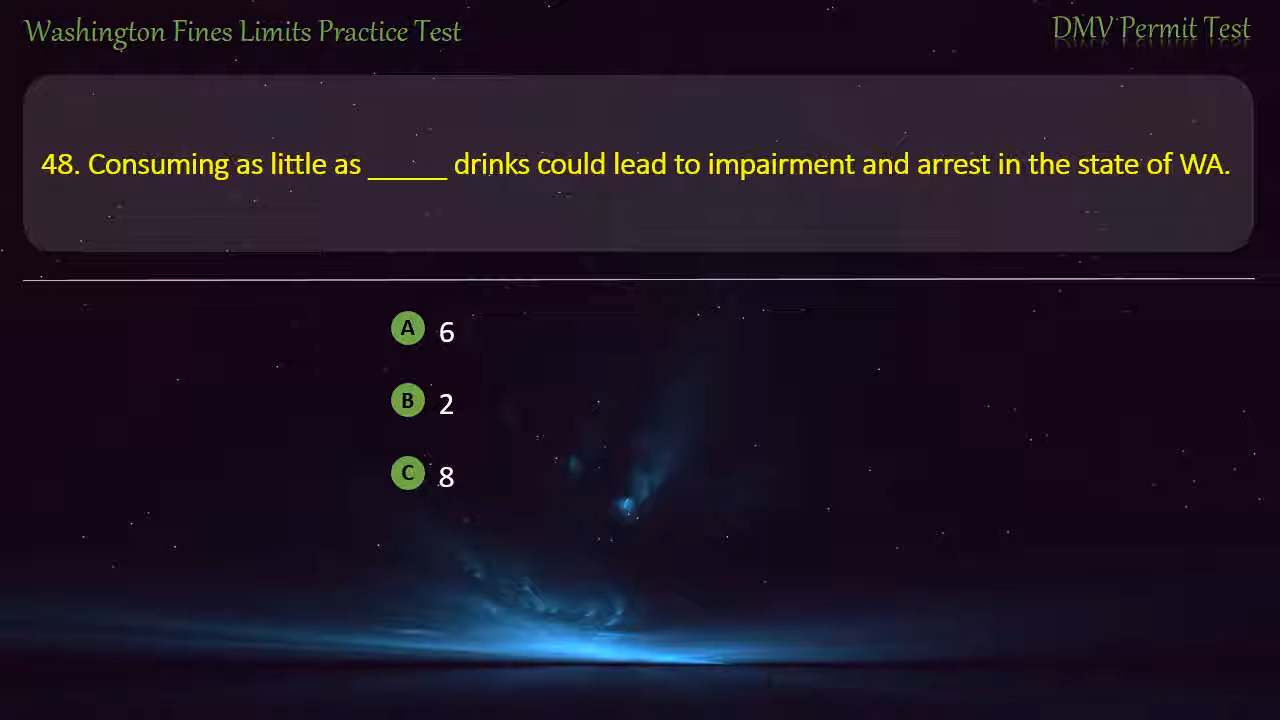 Washington Fines Limits Practice Test
DMV Permit Test
48. Consuming as little as _____ drinks could lead to impairment and arrest in the state of WA.
A 6
B 2
C 8